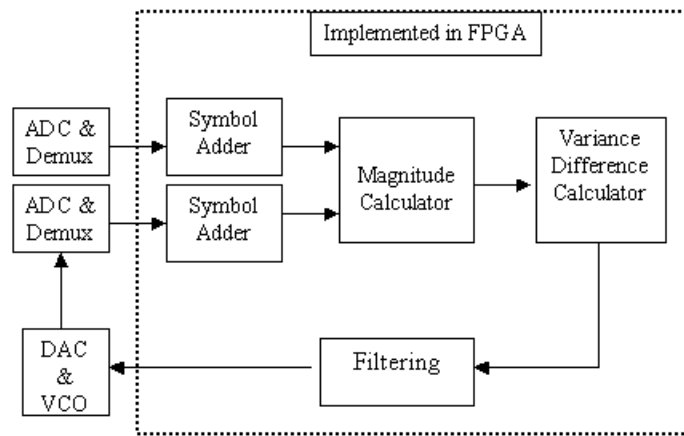 Implemented in FPGA
ADC &
Demux
Symbol
Adder
Magnitude
Calculator
Variance
Difference
Calculator
ADC &
Demux
Symbol
Adder
DAC
&
VCO
Filtering